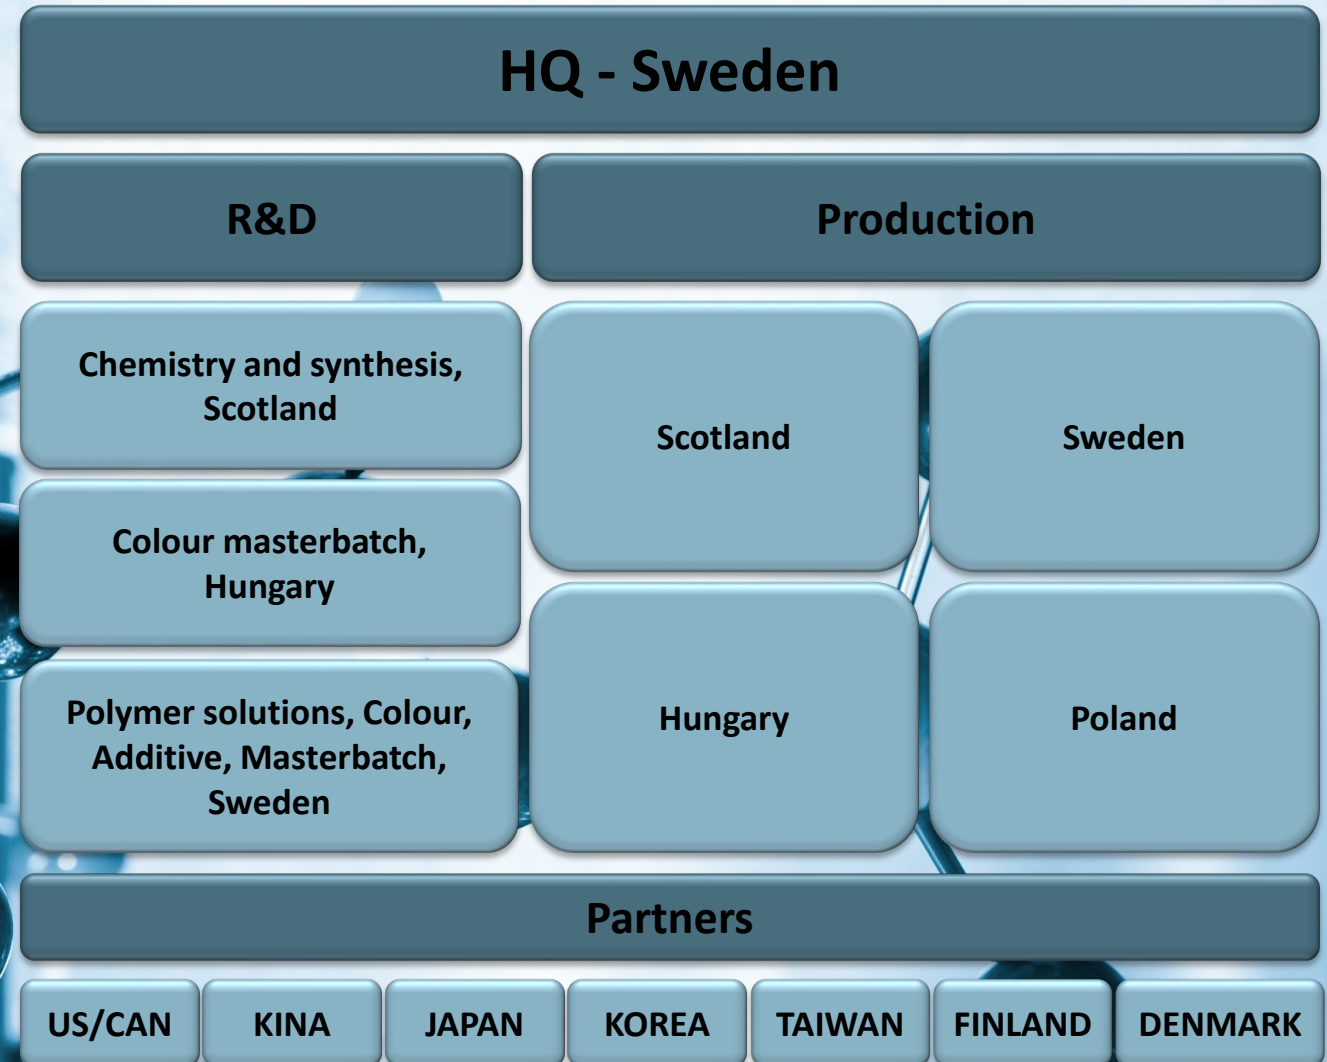 HQ - Sweden
R&D
Production
Chemistry and synthesis,
Scotland
Colour masterbatch,
Hungary
Polymer solutions, Colour,
Additive, Masterbatch,
Sweden
Scotland
Sweden
Hungary
Poland
Partners
US/CAN
KINA
JAPAN
KOREA
TAIWAN
FINLAND
DENMARK